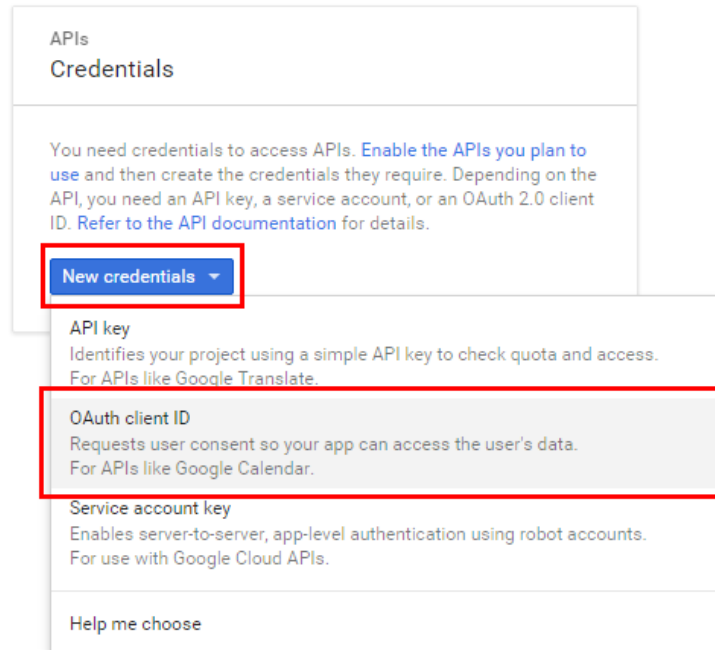 APIs
Credentials
You need credentials to access APIs. Enable the APIs you plan to
use and then create the credentials they require. Depending on the
API, you need an API key, a service account, or an OAuth 2.0 client
ID. Refer to the API documentation for details.
New credentials
API key
Identifies your project using a simple API key to check quota and access.
For APIs like Google Translate.
OAuth client ID
Requests user consent so your app can access the user's data.
For APIs like Google Calendar.
Service account key
Enables server-to-server, app-level authentication using robot accounts.
For use with Google Cloud APIs.
Help me choose